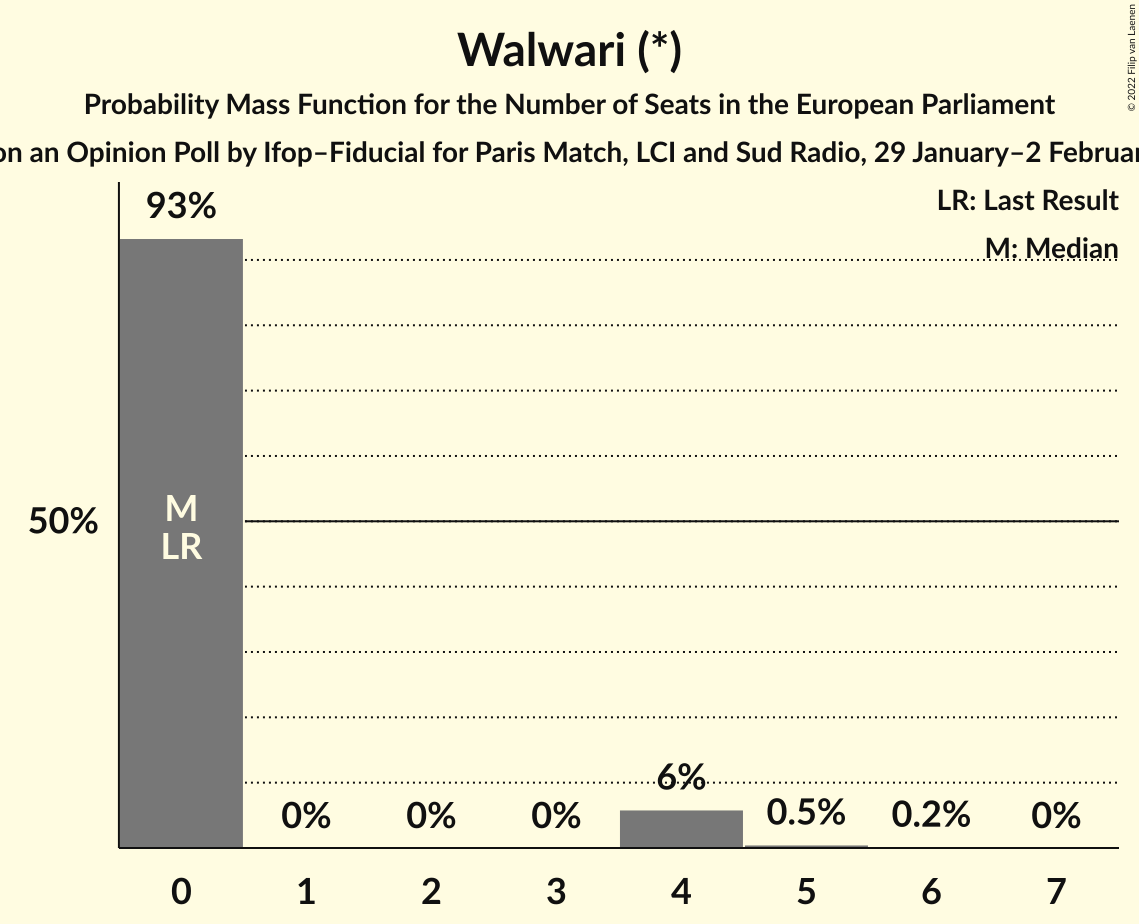 Walwari (*)
Probability Mass Function for the Number of Seats in the European Parliament
on an Opinion Poll by Ifop–Fiducial for Paris Match, LCI and Sud Radio, 29 January–2
© 2022 Filip van Laenen
LR: Last Result
M: Median
93%
50%
M
LR
0% 0% 0% 6% 0.5% 0.2% 0%
0 1 2 3 4 5 6 7